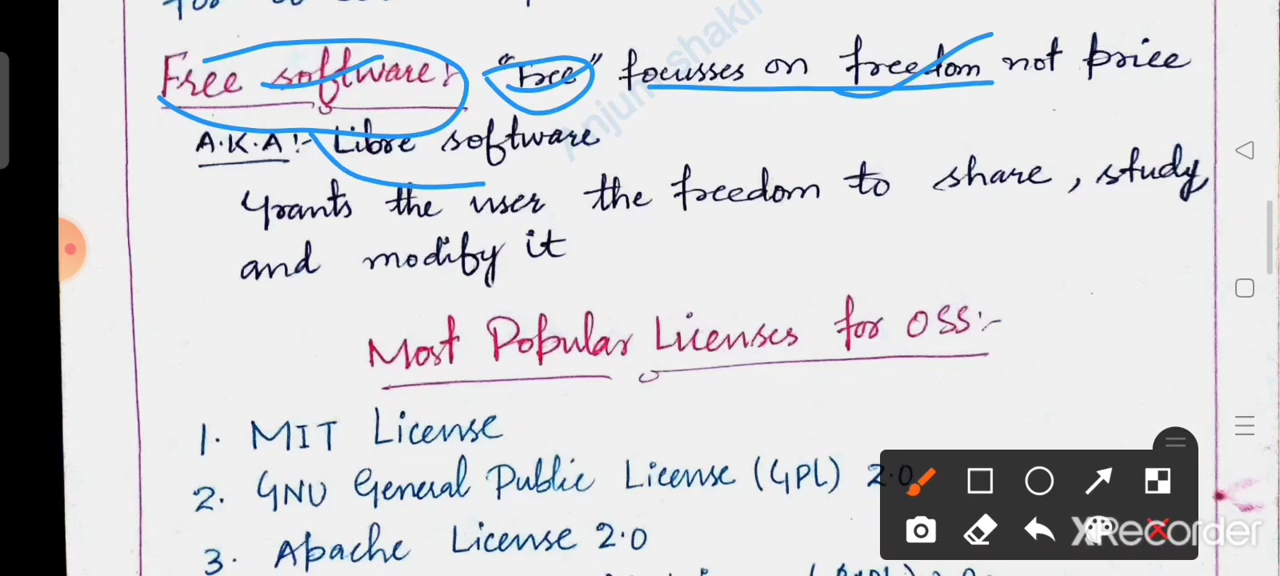 Free software: "Free" focusses on freedom not price
A.K.A:- Libre software
Grants the user the freedom to share, study,
and modify it
Most Popular Licenses for OSS:-
1. MIT License
2. GNU General Public License (GPL) 2.0
3. Apache License 2.0
Anjum shakir
XRecorder